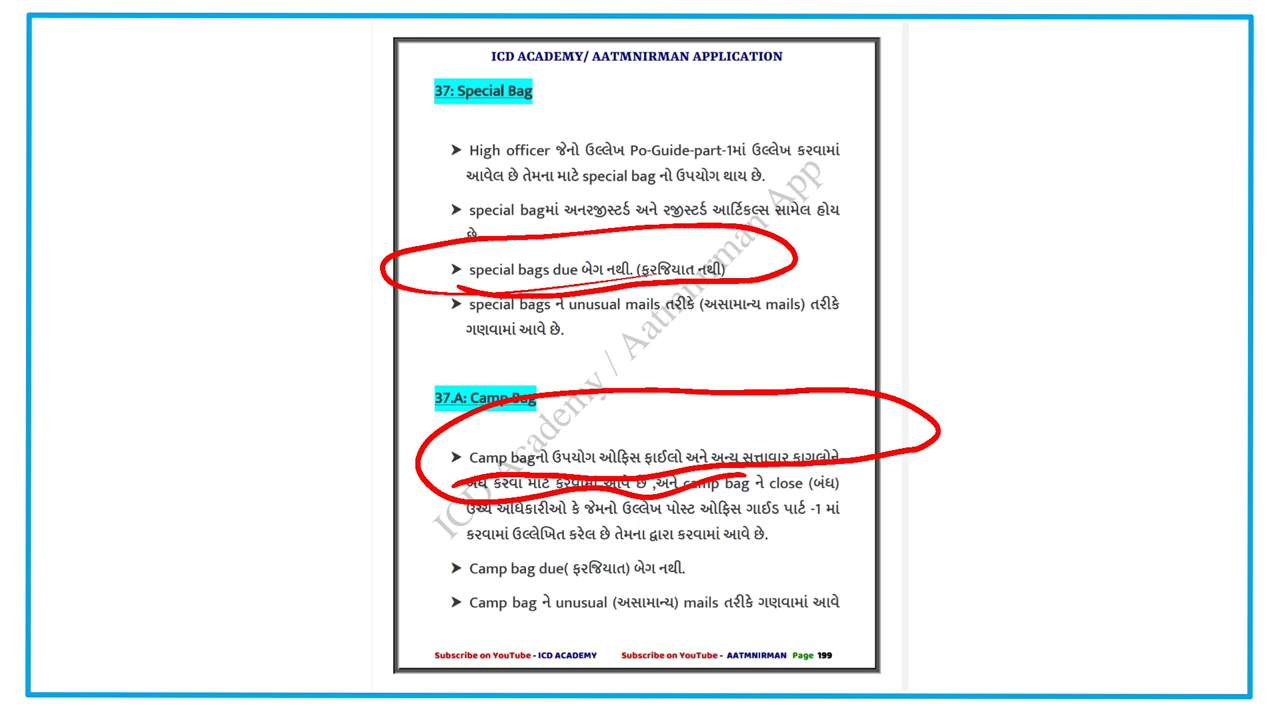 ICD ACADEMY/ AATMNIRMAN APPLICATION
37: Special Bag
➤ High officer જેનો ઉલ્લેખ Po-Guide-part-1માં ઉલ્લેખ કરવામાં
આવેલ છે તેમના માટે special bag નો ઉપયોગ થાય છે.
➤ special bagમાં અનરજીસ્ટર્ડ અને રજીસ્ટર્ડ આર્ટિકલ્સ સામેલ હોય
છે
➤ special bags due બેગ નથી. (ફરજિયાત નથી)
➤ special bags ને unusual mails તરીકે (અસામાન્ય mails) તરીકે
ગણવામાં આવે છે.
37.A: Camp Bag
➤ Camp bagનો ઉપયોગ ઓફિસ ફાઈલો અને અન્ય સત્તાવાર કાગલોને
બંધ કરવા માટે કરવામાં આવે છે ,અને camp bag ને close (બંધ)
ઉચ્ચ અધિકારીઓ કે જેમનો ઉલ્લેખ પોસ્ટ ઓફિસ ગાઈડ પાર્ટ -1 માં
કરવામાં ઉલ્લેખિત કરેલ છે તેમના દ્વારા કરવામાં આવે છે.
➤ Camp bag due( ફરજિયાત) બેગ નથી.
➤ Camp bag ને unusual (અસામાન્ય) mails તરીકે ગણવામાં આવે
ICD Academy / Aatmnirman App
Subscribe on YouTube - ICD ACADEMY Subscribe on YouTube - AATMNIRMAN Page 199